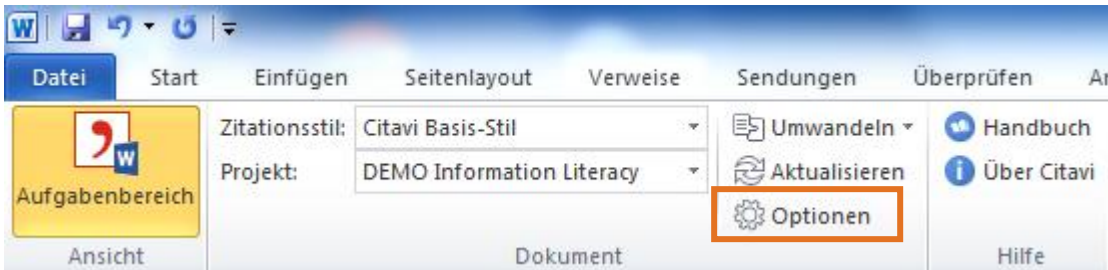 W
Datei Start Einfügen Seitenlayout Verweise Sendungen Überprüfen
Zitationsstil: Citavi Basis-Stil Umwandeln Handbuch
W
Projekt: DEMO Information Literacy Aktualisieren Über Citavi
Aufgabenbereich
Optionen
Ansicht Dokument Hilfe